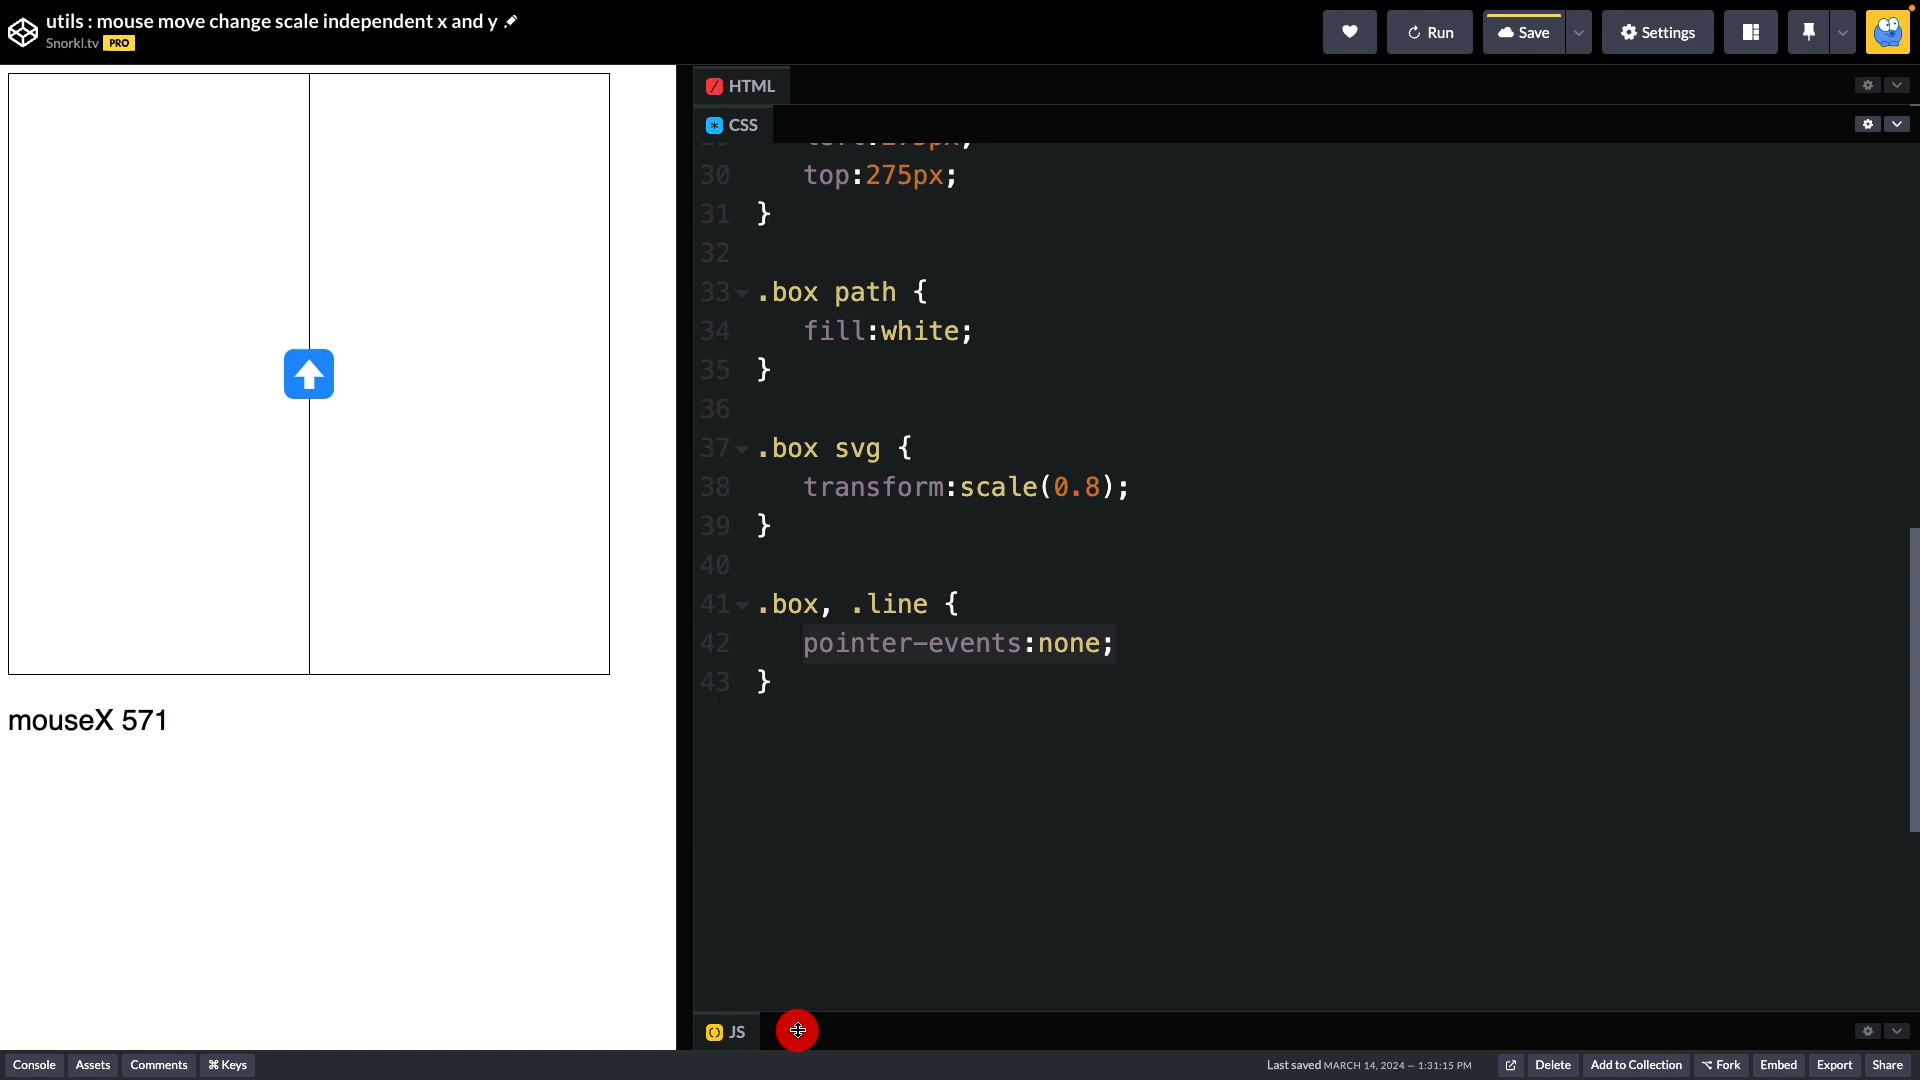 utils : mouse move change scale independent x and y
Snorkl.tv PRO
Run
Save
Settings
HTML
CSS
30 top:275px;
31 }
32
33 .box path {
34 fill:white;
35 }
36
37 .box svg {
38 transform:scale(0.8);
39 }
40
41 .box, .line {
42 pointer-events:none;
43 }
mouseX 571
JS
Console Assets Comments ⌘ Keys
Last saved MARCH 14, 2024 — 1:31:15 PM
Delete Add to Collection ⌥ Fork Embed Export Share